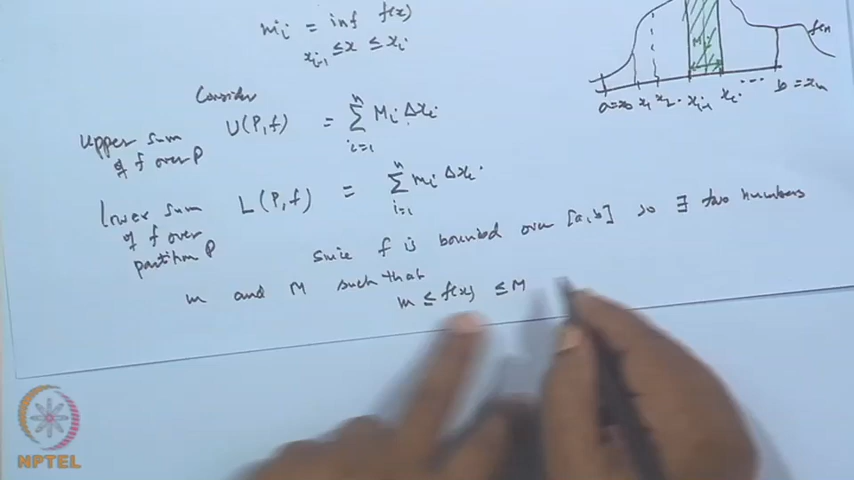 mi = inf f(x)
xi-1 ≤ x ≤ xi
Consider
Upper sum of f over P U(P,f) = n Σ i=1 Mi Δxi
Lower sum of f over partition P L(P,f) = n Σ i=1 mi Δxi
Since f is bounded over [a,b] so ∃ two numbers
m and M such that
m ≤ f(x) ≤ M
Mi
f(x)
a=x0 x1 x2 .. xi-1 xi ... b=xn
NPTEL